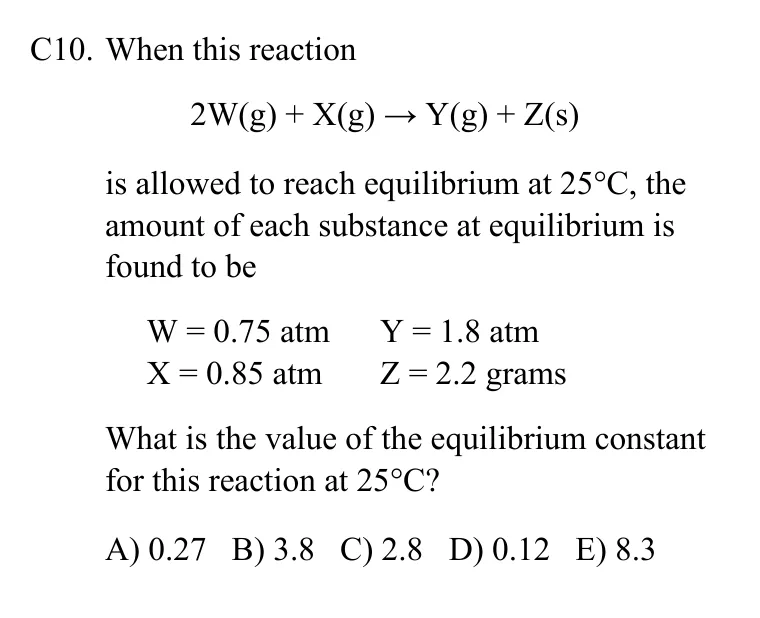 C10. When this reaction
2W(g) + X(g) → Y(g) + Z(s)
is allowed to reach equilibrium at 25°C, the
amount of each substance at equilibrium is
found to be
W = 0.75 atm Y = 1.8 atm
X = 0.85 atm Z = 2.2 grams
What is the value of the equilibrium constant
for this reaction at 25°C?
A) 0.27 B) 3.8 C) 2.8 D) 0.12 E) 8.3